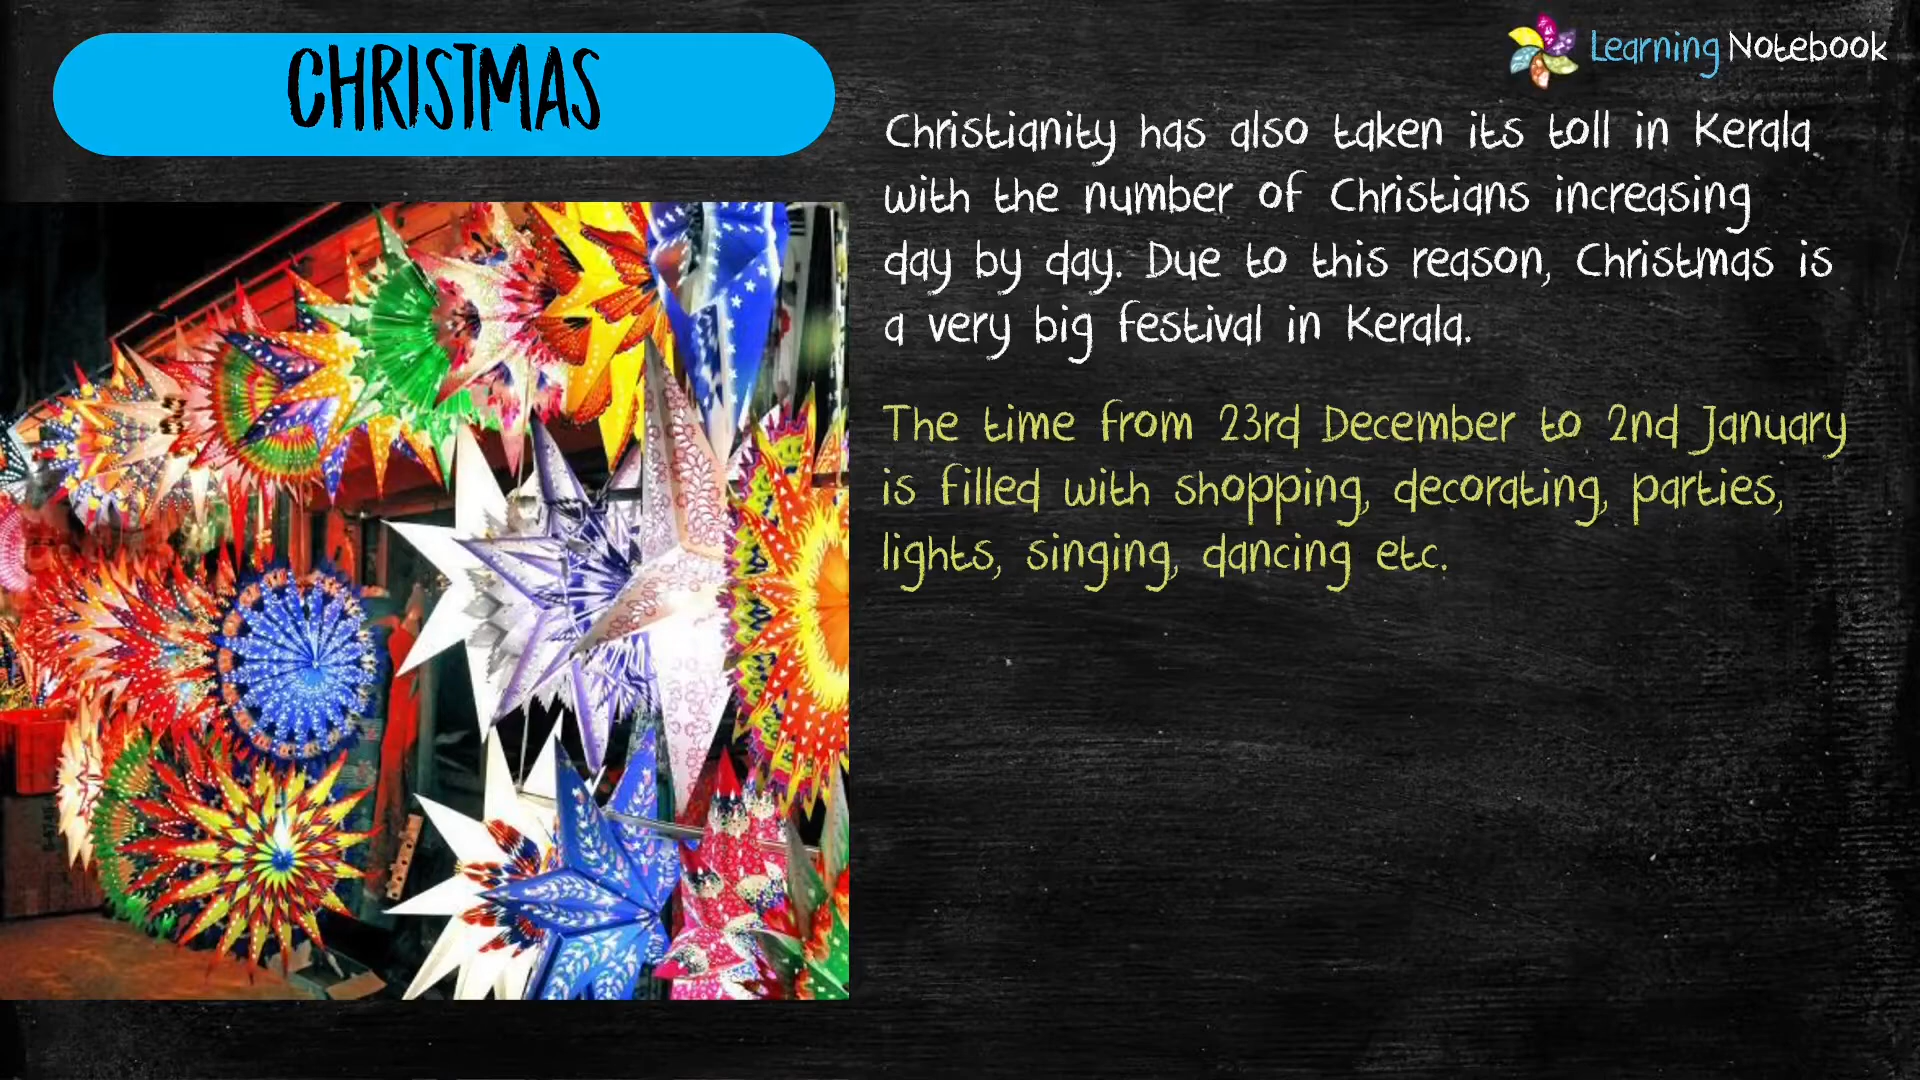 CHRISTMAS
Learning Notebook
Christianity has also taken its toll in Kerala
with the number of Christians increasing
day by day. Due to this reason, Christmas is
a very big festival in Kerala.
The time from 23rd December to 2nd January
is filled with shopping, decorating, parties,
lights, singing, dancing etc.